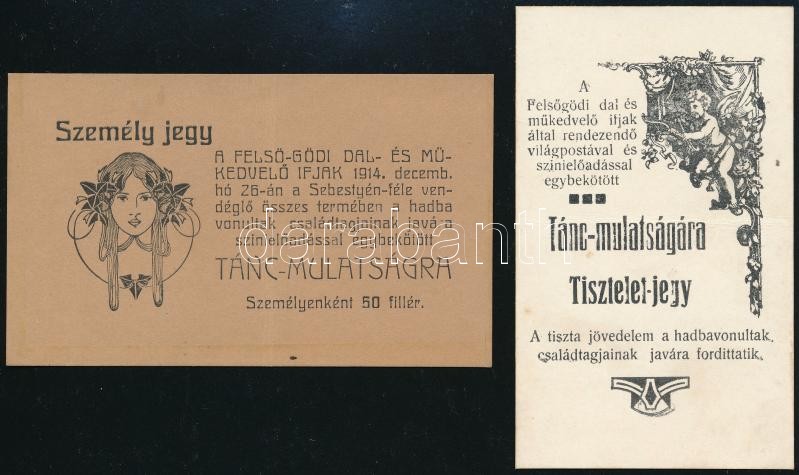 Személy jegy
A FELSŐ-GÖDI DAL- ÉS MŰ-
KEDVELŐ IFJAK 1914. decemb.
hó 26-án a Sebestyén-féle ven-
déglő összes termében a hadba
vonultak családtagjainak java a
szinielőadással egybekötött
TÁNC-MULATSÁGRA
Személyenként 50 fillér.
A
Felsőgödi dal és
műkedvelő ifjak
által rendezendő
világpostával és
szinielőadással
egybekötött
Tánc-mulatságára
Tisztelet-jegy
A tiszta jövedelem a hadbavonultak
családtagjainak javára fordittatik.
darabanth